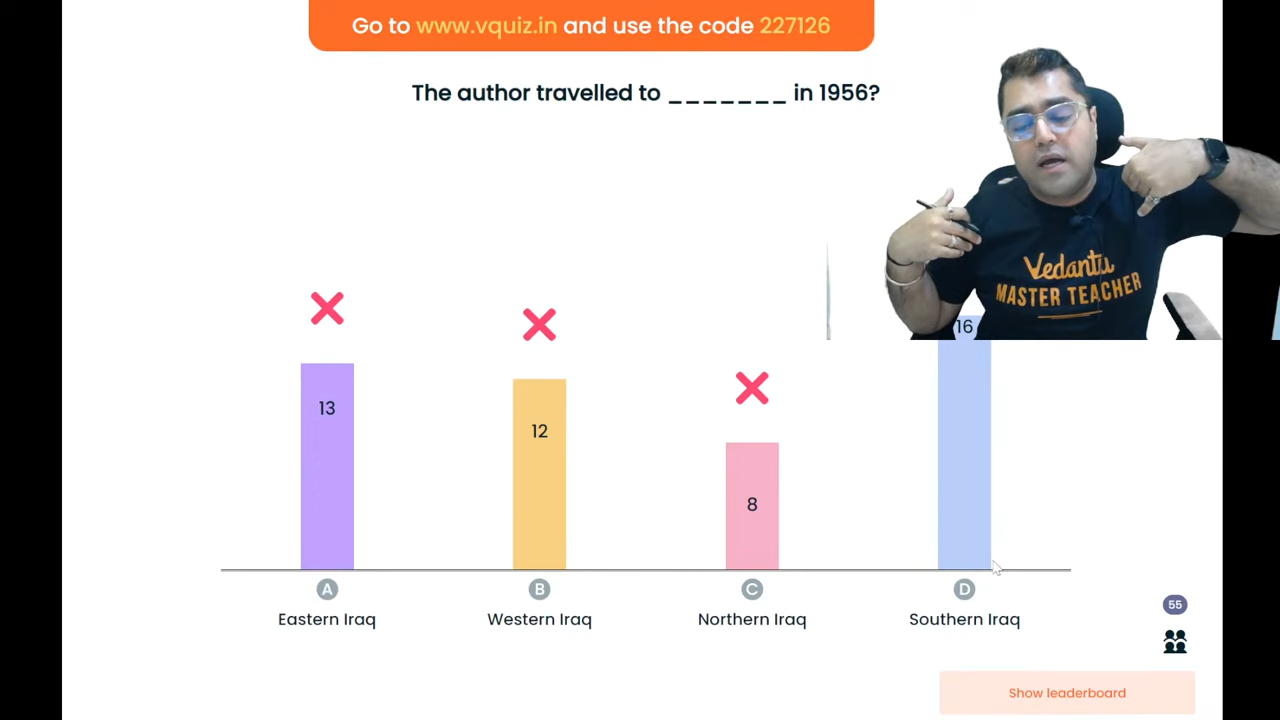 Go to www.vquiz.in and use the code 227126
The author travelled to _______ in 1956?
Vedantu
MASTER TEACHER
13
12
8
16
A
B
C
D
Eastern Iraq
Western Iraq
Northern Iraq
Southern Iraq
55
Show leaderboard